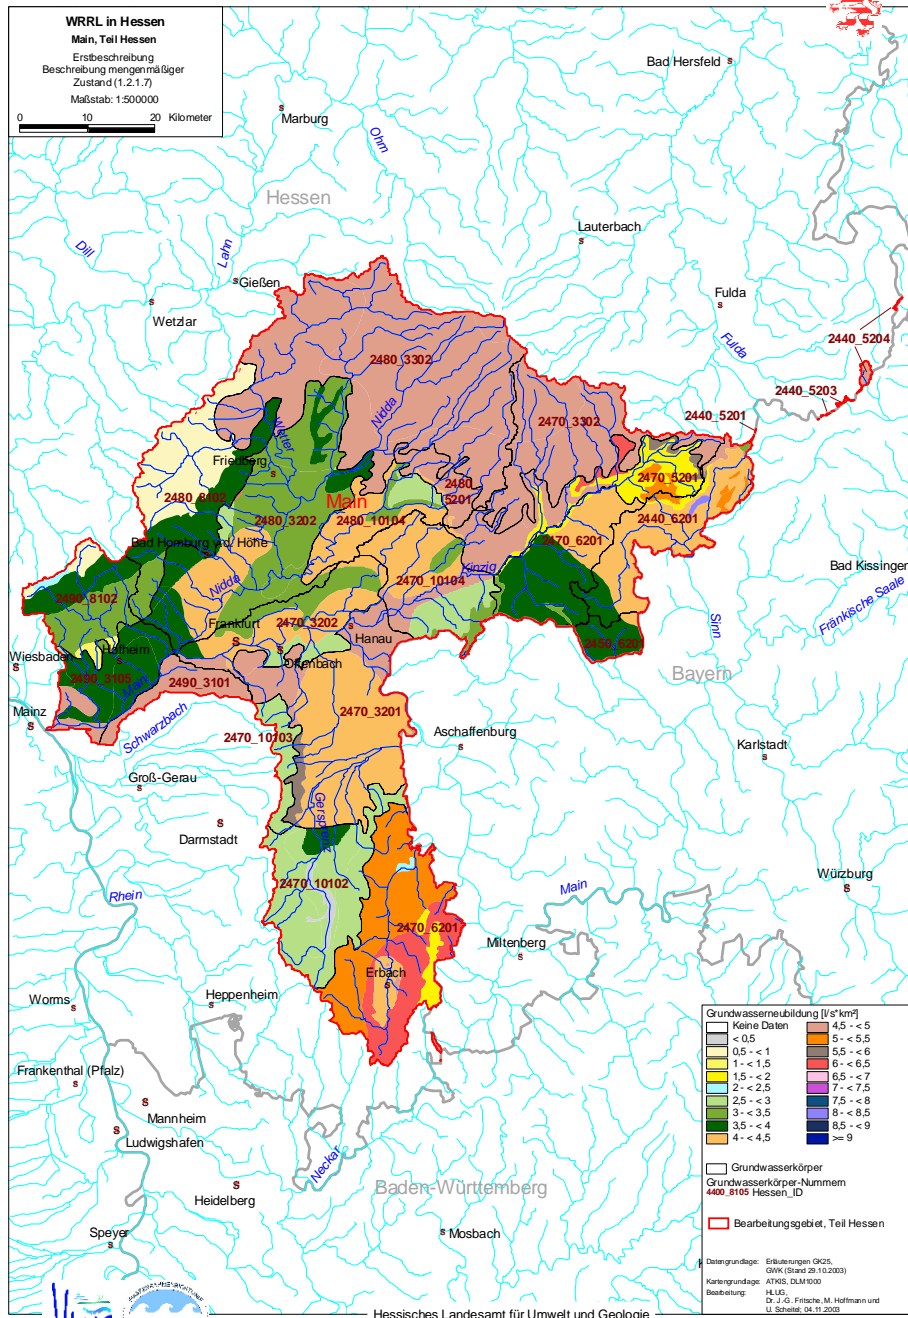 WRRL in Hessen
Main, Teil Hessen
Erstbeschreibung
Beschreibung mengenmäßiger
Zustand (1.2.1.7)
Maßstab: 1:500000
0 10 20 Kilometer
Bad Hersfeld
Marburg
Ohm
Hessen
Lauterbach
Dill
Lahn
Gießen
Fulda
Wetzlar
Fulda
2440_5204
2480_3302
2440_5203
Nidda
2470_3302
2440_5201
Wetter
Friedberg
2480_8102
2480_5201
2470_5201
Main
2480_3202
2480_10104
2440_6201
Bad Homburg v.d. Höhe
2470_6201
Kinzig
Bad Kissingen
Nidda
2470_10104
2490_8102
Fränkische Saale
Sinn
Frankfurt
2470_3202
Hanau
2450_6201
Wiesbaden
Hofheim
Offenbach
Bayern
2490_3105
2490_3101
Main
Mainz
2470_3201
Schwarzbach
2470_10103
Aschaffenburg
Karlstadt
Groß-Gerau
Gersprenz
Darmstadt
Würzburg
2470_10102
Main
Rhein
2470_6201
Miltenberg
Erbach
Worms
Heppenheim
Frankenthal (Pfalz)
Mannheim
Ludwigshafen
Neckar
Heidelberg
Baden-Württemberg
Speyer
Mosbach
Grundwasserneubildung [l/s*km²]
Keine Daten
< 0,5
0,5 - < 1
1 - < 1,5
1,5 - < 2
2 - < 2,5
2,5 - < 3
3 - < 3,5
3,5 - < 4
4 - < 4,5
4,5 - < 5
5 - < 5,5
5,5 - < 6
6 - < 6,5
6,5 - < 7
7 - < 7,5
7,5 - < 8
8 - < 8,5
8,5 - < 9
>= 9
Grundwasserkörper
Grundwasserkörper-Nummern
4400_8105 Hessen_ID
Bearbeitungsgebiet, Teil Hessen
Datengrundlage: Erläuterungen GK25,
GWK (Stand 29.10.2003)
Kartengrundlage: ATKIS, DLM1000
Bearbeitung: HLUG,
Dr. J.-G. Fritsche, M. Hoffmann und
U. Scheitel; 04.11.2003
Hessisches Landesamt für Umwelt und Geologie